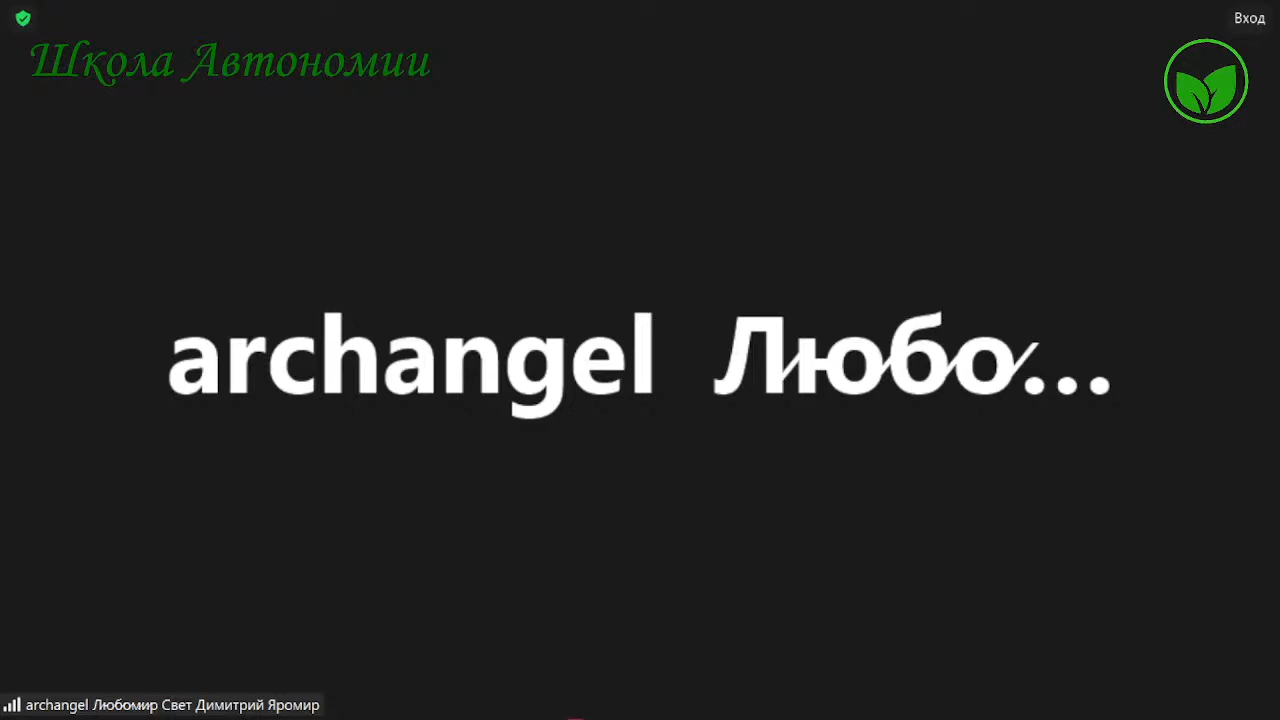 Вход
Школа Автономии
archangel Любо...
archangel Любомир Свет Димитрий Яромир